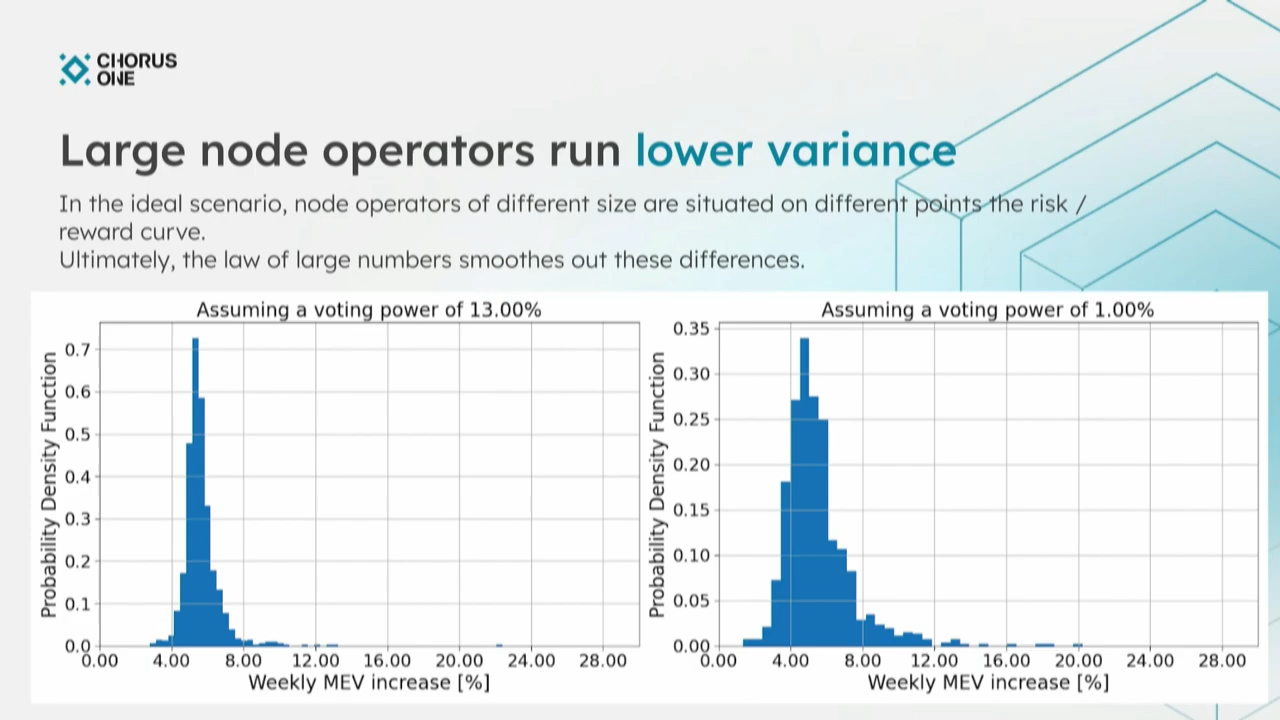 CHORUS
ONE
Large node operators run lower variance
In the ideal scenario, node operators of different size are situated on different points the risk /
reward curve.
Ultimately, the law of large numbers smoothes out these differences.
Assuming a voting power of 13.00%
Probability Density Function
0.7
0.6
0.5
0.4
0.3
0.2
0.1
0.0
0.00 4.00 8.00 12.00 16.00 20.00 24.00 28.00
Weekly MEV increase [%]
Assuming a voting power of 1.00%
Probability Density Function
0.35
0.30
0.25
0.20
0.15
0.10
0.05
0.00
0.00 4.00 8.00 12.00 16.00 20.00 24.00 28.00
Weekly MEV increase [%]